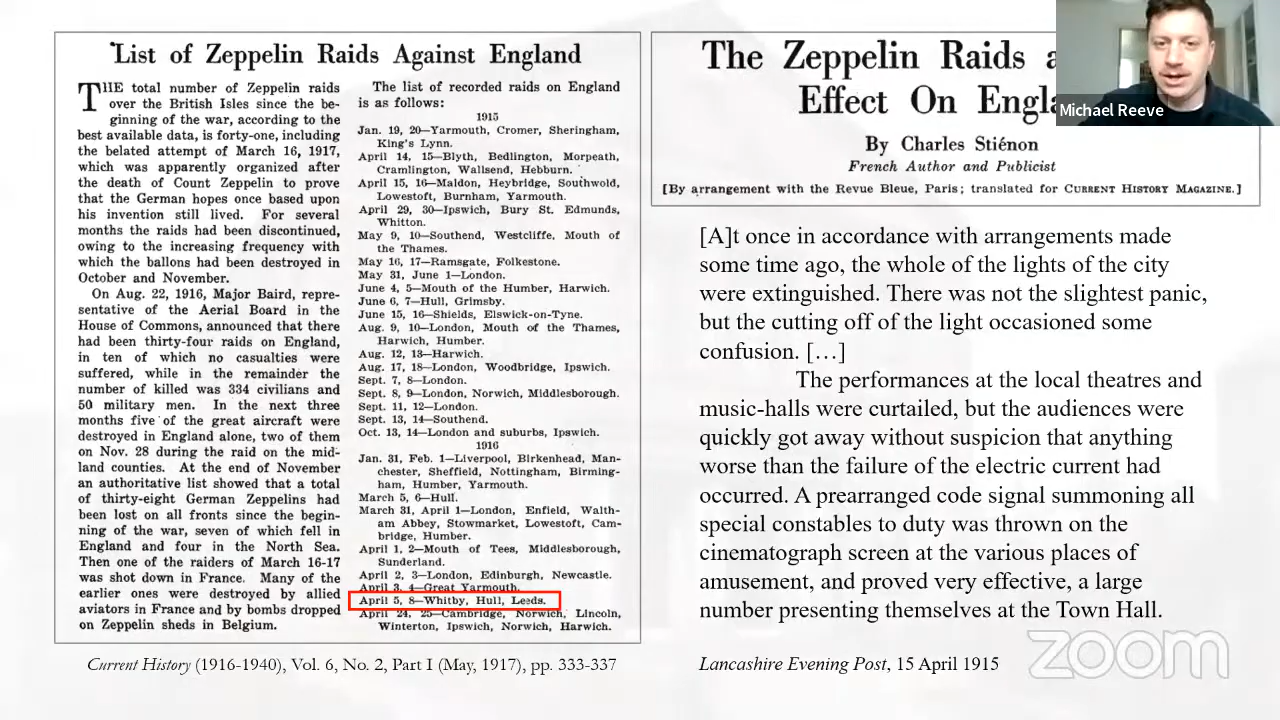 List of Zeppelin Raids Against England
THE total number of Zeppelin raids
over the British Isles since the be-
ginning of the war, according to the
best available data, is forty-one, including
the belated attempt of March 16, 1917,
which was apparently organized after
the death of Count Zeppelin to prove
that the German hopes once based upon
his invention still lived. For several
months the raids had been discontinued,
owing to the increasing frequency with
which the ballons had been destroyed in
October and November.
On Aug. 22, 1916, Major Baird, repre-
sentative of the Aerial Board in the
House of Commons, announced that there
had been thirty-four raids on England,
in ten of which no casualties were
suffered, while in the remainder the
number of killed was 334 civilians and
50 military men. In the next three
months five of the great aircraft were
destroyed in England alone, two of them
on Nov. 28 during the raid on the mid-
land counties. At the end of November
an authoritative list showed that a total
of thirty-eight German Zeppelins had
been lost on all fronts since the begin-
ning of the war, seven of which fell in
England and four in the North Sea.
Then one of the raiders of March 16-17
was shot down in France. Many of the
earlier ones were destroyed by allied
aviators in France and by bombs dropped
on Zeppelin sheds in Belgium.
The list of recorded raids on England
is as follows:
1915
Jan. 19, 20—Yarmouth, Cromer, Sheringham,
King's Lynn.
April 14, 15—Blyth, Bedlington, Morpeath,
Cramlington, Wallsend, Hebburn.
April 15, 16—Maldon, Heybridge, Southwold,
Lowestoft, Burnham, Yarmouth.
April 29, 30—Ipswich, Bury St. Edmunds,
Whitton.
May 9, 10—Southend, Westcliffe, Mouth of
the Thames.
May 16, 17—Ramsgate, Folkestone.
May 31, June 1—London.
June 4, 5—Mouth of the Humber, Harwich.
June 6, 7—Hull, Grimsby.
June 15, 16—Shields, Elswick-on-Tyne.
Aug. 9, 10—London, Mouth of the Thames,
Harwich, Humber.
Aug. 12, 13—Harwich.
Aug. 17, 18—London, Woodbridge, Ipswich.
Sept. 7, 8—London.
Sept. 8, 9—London, Norwich, Middlesborough.
Sept. 11, 12—London.
Sept. 13, 14—Southend.
Oct. 13, 14—London and suburbs, Ipswich.
1916
Jan. 31, Feb. 1—Liverpool, Birkenhead, Man-
chester, Sheffield, Nottingham, Birming-
ham, Humber, Yarmouth.
March 5, 6—Hull.
March 31, April 1—London, Enfield, Walth-
am Abbey, Stowmarket, Lowestoft, Cam-
bridge, Humber.
April 1, 2—Mouth of Tees, Middlesborough,
Sunderland.
April 2, 3—London, Edinburgh, Newcastle.
April 3, 4—Great Yarmouth.
April 5, 8—Whitby, Hull, Leeds.
April 24, 25—Cambridge, Norwich, Lincoln,
Winterton, Ipswich, Norwich, Harwich.
Current History (1916-1940), Vol. 6, No. 2, Part I (May, 1917), pp. 333-337
The Zeppelin Raids
Effect On
By Charles Stiénon
French Author and Publicist
[By arrangement with the Revue Bleue, Paris; translated for CURRENT HISTORY MAGAZINE.]
[A]t once in accordance with arrangements made
some time ago, the whole of the lights of the city
were extinguished. There was not the slightest panic,
but the cutting off of the light occasioned some
confusion. […]
The performances at the local theatres and
music-halls were curtailed, but the audiences were
quickly got away without suspicion that anything
worse than the failure of the electric current had
occurred. A prearranged code signal summoning all
special constables to duty was thrown on the
cinematograph screen at the various places of
amusement, and proved very effective, a large
number presenting themselves at the Town Hall.
Lancashire Evening Post, 15 April 1915
Michael Reeve
zoom